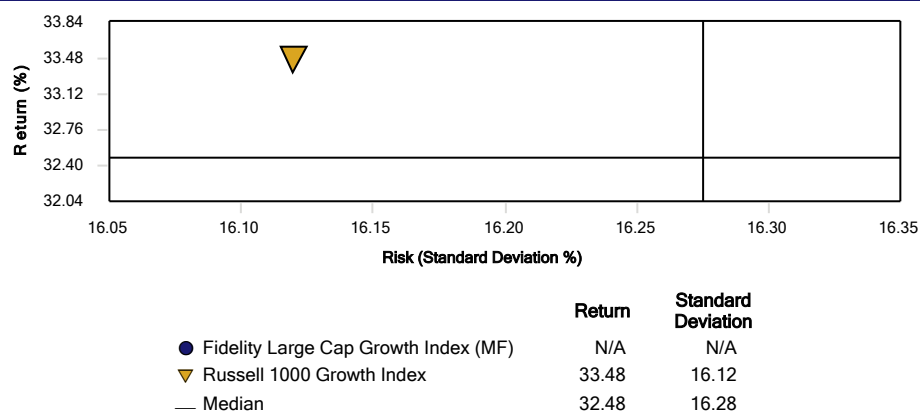 33.84
33.48
33.12
32.76
32.40
32.04
Return (%)
16.05 16.10 16.15 16.20 16.25 16.30 16.35
Risk (Standard Deviation %)
Return Standard Deviation
Fidelity Large Cap Growth Index (MF) N/A N/A
Russell 1000 Growth Index 33.48 16.12
Median 32.48 16.28